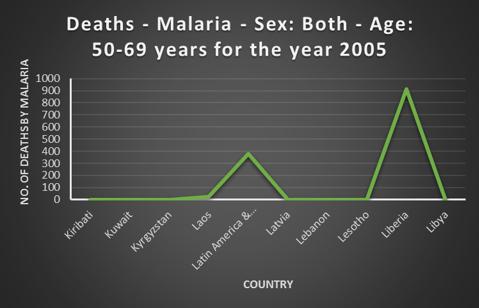 Deaths - Malaria - Sex: Both - Age:
50-69 years for the year 2005
NO. OF DEATHS BY MALARIA
1000
900
800
700
600
500
400
300
200
100
0
Kiribati
Kuwait
Kyrgyzstan
Laos
Latin America &...
Latvia
Lebanon
Lesotho
Liberia
Libya
COUNTRY